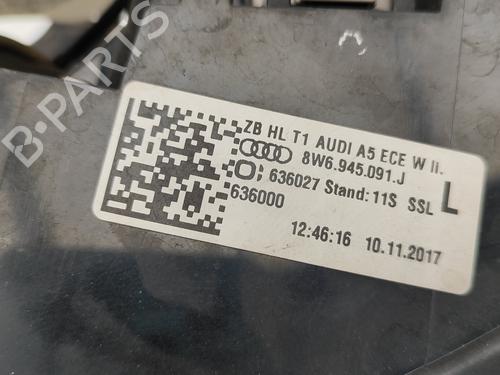 ZB HL T1 AUDI A5 ECE W li.
8W6.945.091.J
636027 Stand: 11S SSL L
636000
12:46:16 10.11.2017
B-PARTS